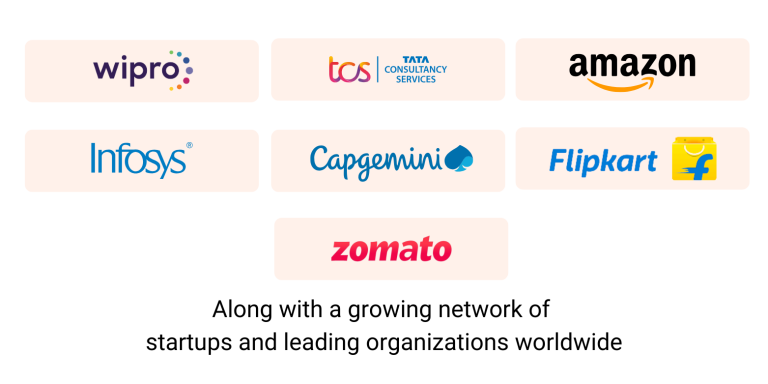 wipro
tcs TATA
CONSULTANCY
SERVICES
amazon
Infosys®
Capgemini
Flipkart f
zomato
Along with a growing network of
startups and leading organizations worldwide